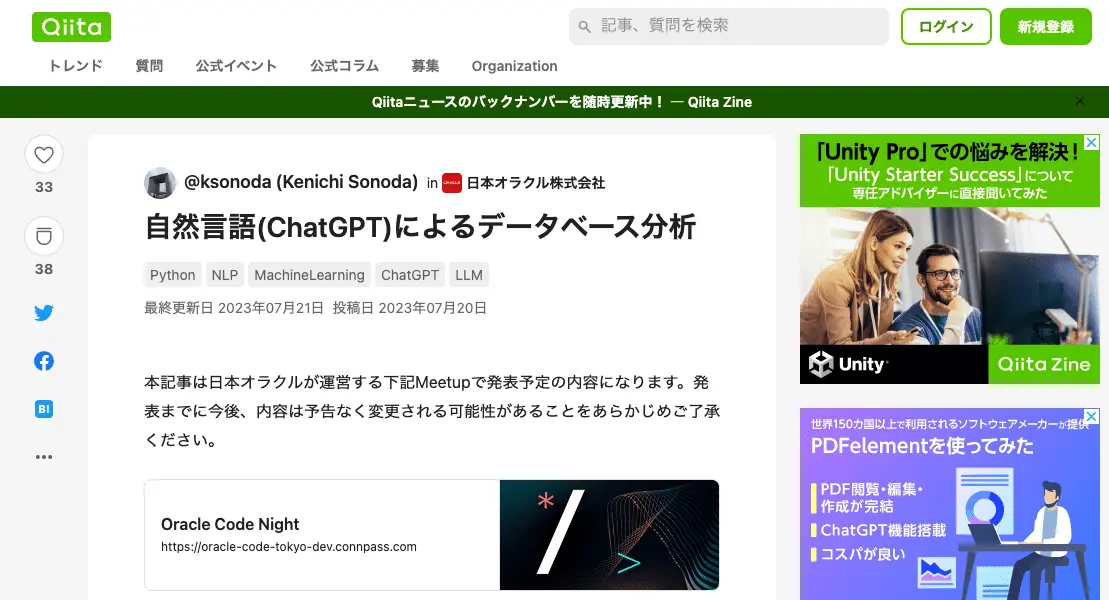 Qiita
記事、質問を検索
ログイン
新規登録
トレンド 質問 公式イベント 公式コラム 募集 Organization
Qiitaニュースのバックナンバーを随時更新中！ — Qiita Zine
33
38
B!
@ksonoda (Kenichi Sonoda) in 日本オラクル株式会社
自然言語(ChatGPT)によるデータベース分析
Python NLP MachineLearning ChatGPT LLM
最終更新日 2023年07月21日 投稿日 2023年07月20日
本記事は日本オラクルが運営する下記Meetupで発表予定の内容になります。発
表までに今後、内容は予告なく変更される可能性があることをあらかじめご了承
ください。
Oracle Code Night
https://oracle-code-tokyo-dev.connpass.com
「Unity Pro」での悩みを解決！
「Unity Starter Success」について
専任アドバイザーに直接聞いてみた
Unity
Qiita Zine
世界150カ国以上で利用されるソフトウェアメーカーが提供
PDFelementを使ってみた
PDF閲覧・編集・
作成が完結
ChatGPT機能搭載
コスパが良い